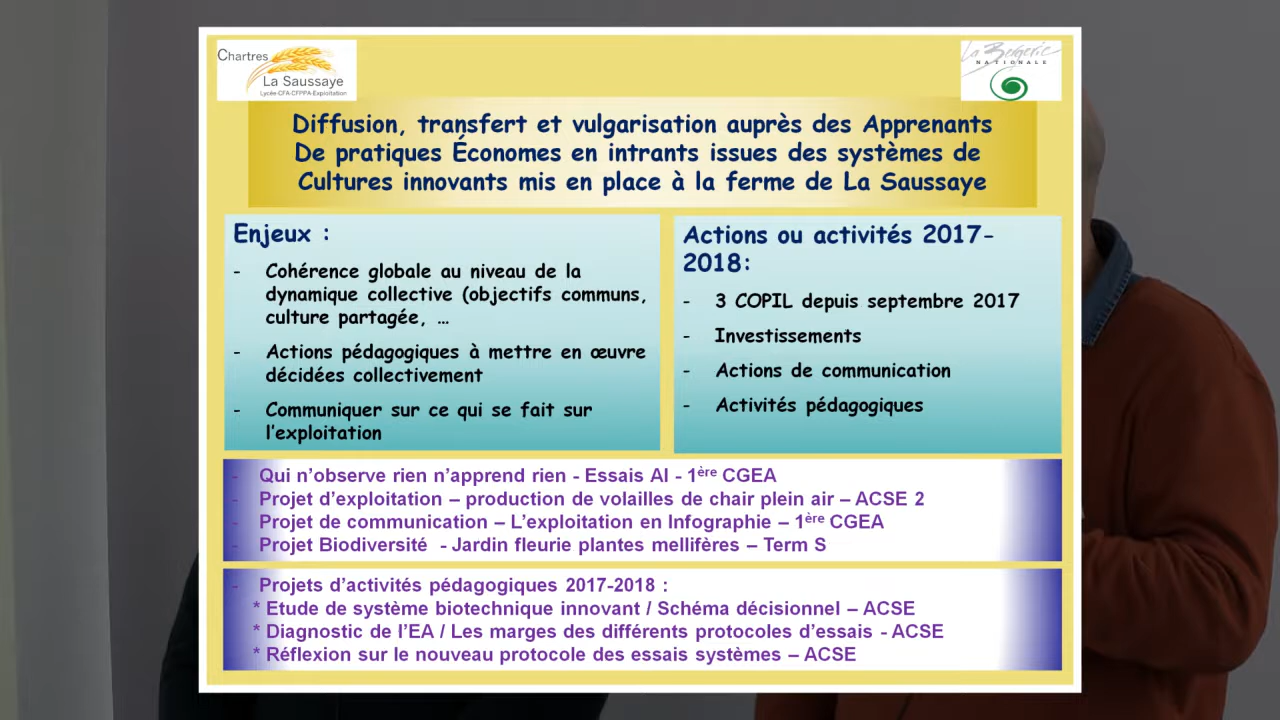 Chartres
La Saussaye
Lycée-CFA-CFPPA-Exploitation
La Bergerie
NATIONALE
Diffusion, transfert et vulgarisation auprès des Apprenants
De pratiques Économes en intrants issues des systèmes de
Cultures innovants mis en place à la ferme de La Saussaye
Enjeux :
- Cohérence globale au niveau de la
dynamique collective (objectifs communs,
culture partagée, …
- Actions pédagogiques à mettre en œuvre
décidées collectivement
- Communiquer sur ce qui se fait sur
l’exploitation
Actions ou activités 2017-
2018:
- 3 COPIL depuis septembre 2017
- Investissements
- Actions de communication
- Activités pédagogiques
- Qui n’observe rien n’apprend rien - Essais AI - 1ère CGEA
- Projet d’exploitation – production de volailles de chair plein air – ACSE 2
- Projet de communication – L’exploitation en Infographie – 1ère CGEA
- Projet Biodiversité - Jardin fleurie plantes mellifères – Term S
- Projets d’activités pédagogiques 2017-2018 :
* Etude de système biotechnique innovant / Schéma décisionnel – ACSE
* Diagnostic de l’EA / Les marges des différents protocoles d’essais - ACSE
* Réflexion sur le nouveau protocole des essais systèmes – ACSE